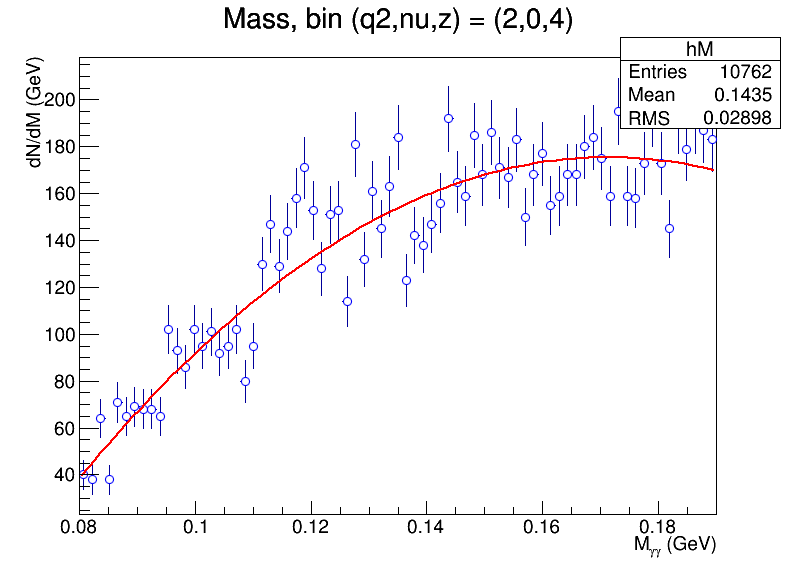 Mass, bin (q2,nu,z) = (2,0,4)
hM
Entries 10762
Mean 0.1435
RMS 0.02898
dN/dM (GeV)
200
180
160
140
120
100
80
60
40
0.08 0.1 0.12 0.14 0.16 0.18
Mγγ (GeV)